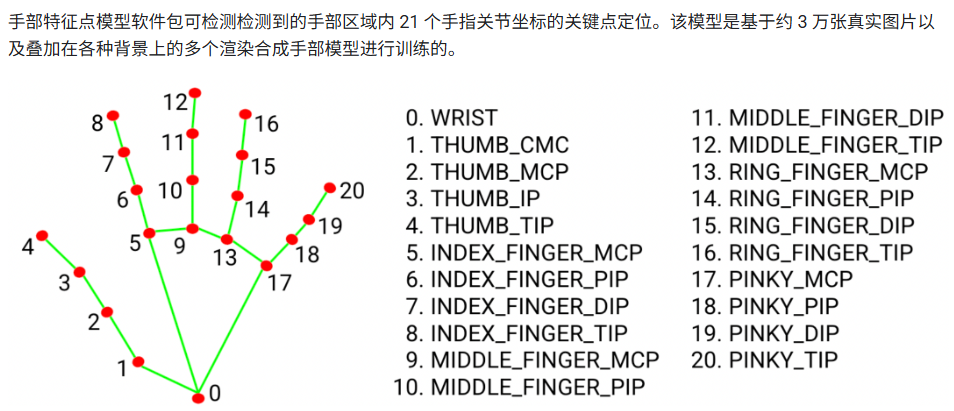 手部特征点模型软件包可检测检测到的手部区域内 21 个手指关节坐标的关键点定位。该模型是基于约 3 万张真实图片以
及叠加在各种背景上的多个渲染合成手部模型进行训练的。
12
8
16
11
7
15
20
6
10
14
19
4
5
9
13
18
3
17
2
1
0
0. WRIST
1. THUMB_CMC
2. THUMB_MCP
3. THUMB_IP
4. THUMB_TIP
5. INDEX_FINGER_MCP
6. INDEX_FINGER_PIP
7. INDEX_FINGER_DIP
8. INDEX_FINGER_TIP
9. MIDDLE_FINGER_MCP
10. MIDDLE_FINGER_PIP
11. MIDDLE_FINGER_DIP
12. MIDDLE_FINGER_TIP
13. RING_FINGER_MCP
14. RING_FINGER_PIP
15. RING_FINGER_DIP
16. RING_FINGER_TIP
17. PINKY_MCP
18. PINKY_PIP
19. PINKY_DIP
20. PINKY_TIP